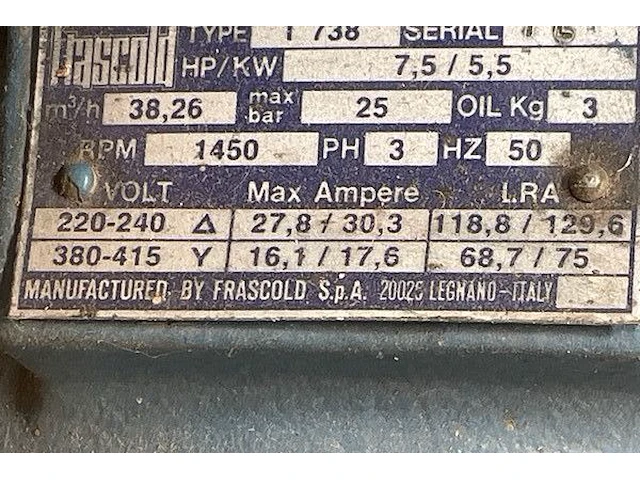 frascold TYPE 738 SERIAL
HP/KW 7,5 / 5,5
m³/h 38,26 max bar 25 OIL Kg 3
RPM 1450 PH 3 HZ 50
VOLT Max Ampere LRA
220-240 Δ 27,8 / 30,3 118,8 / 129,6
380-415 Y 16,1 / 17,6 68,7 / 75
MANUFACTURED BY FRASCOLD S.p.A. LEGNANO-ITALY